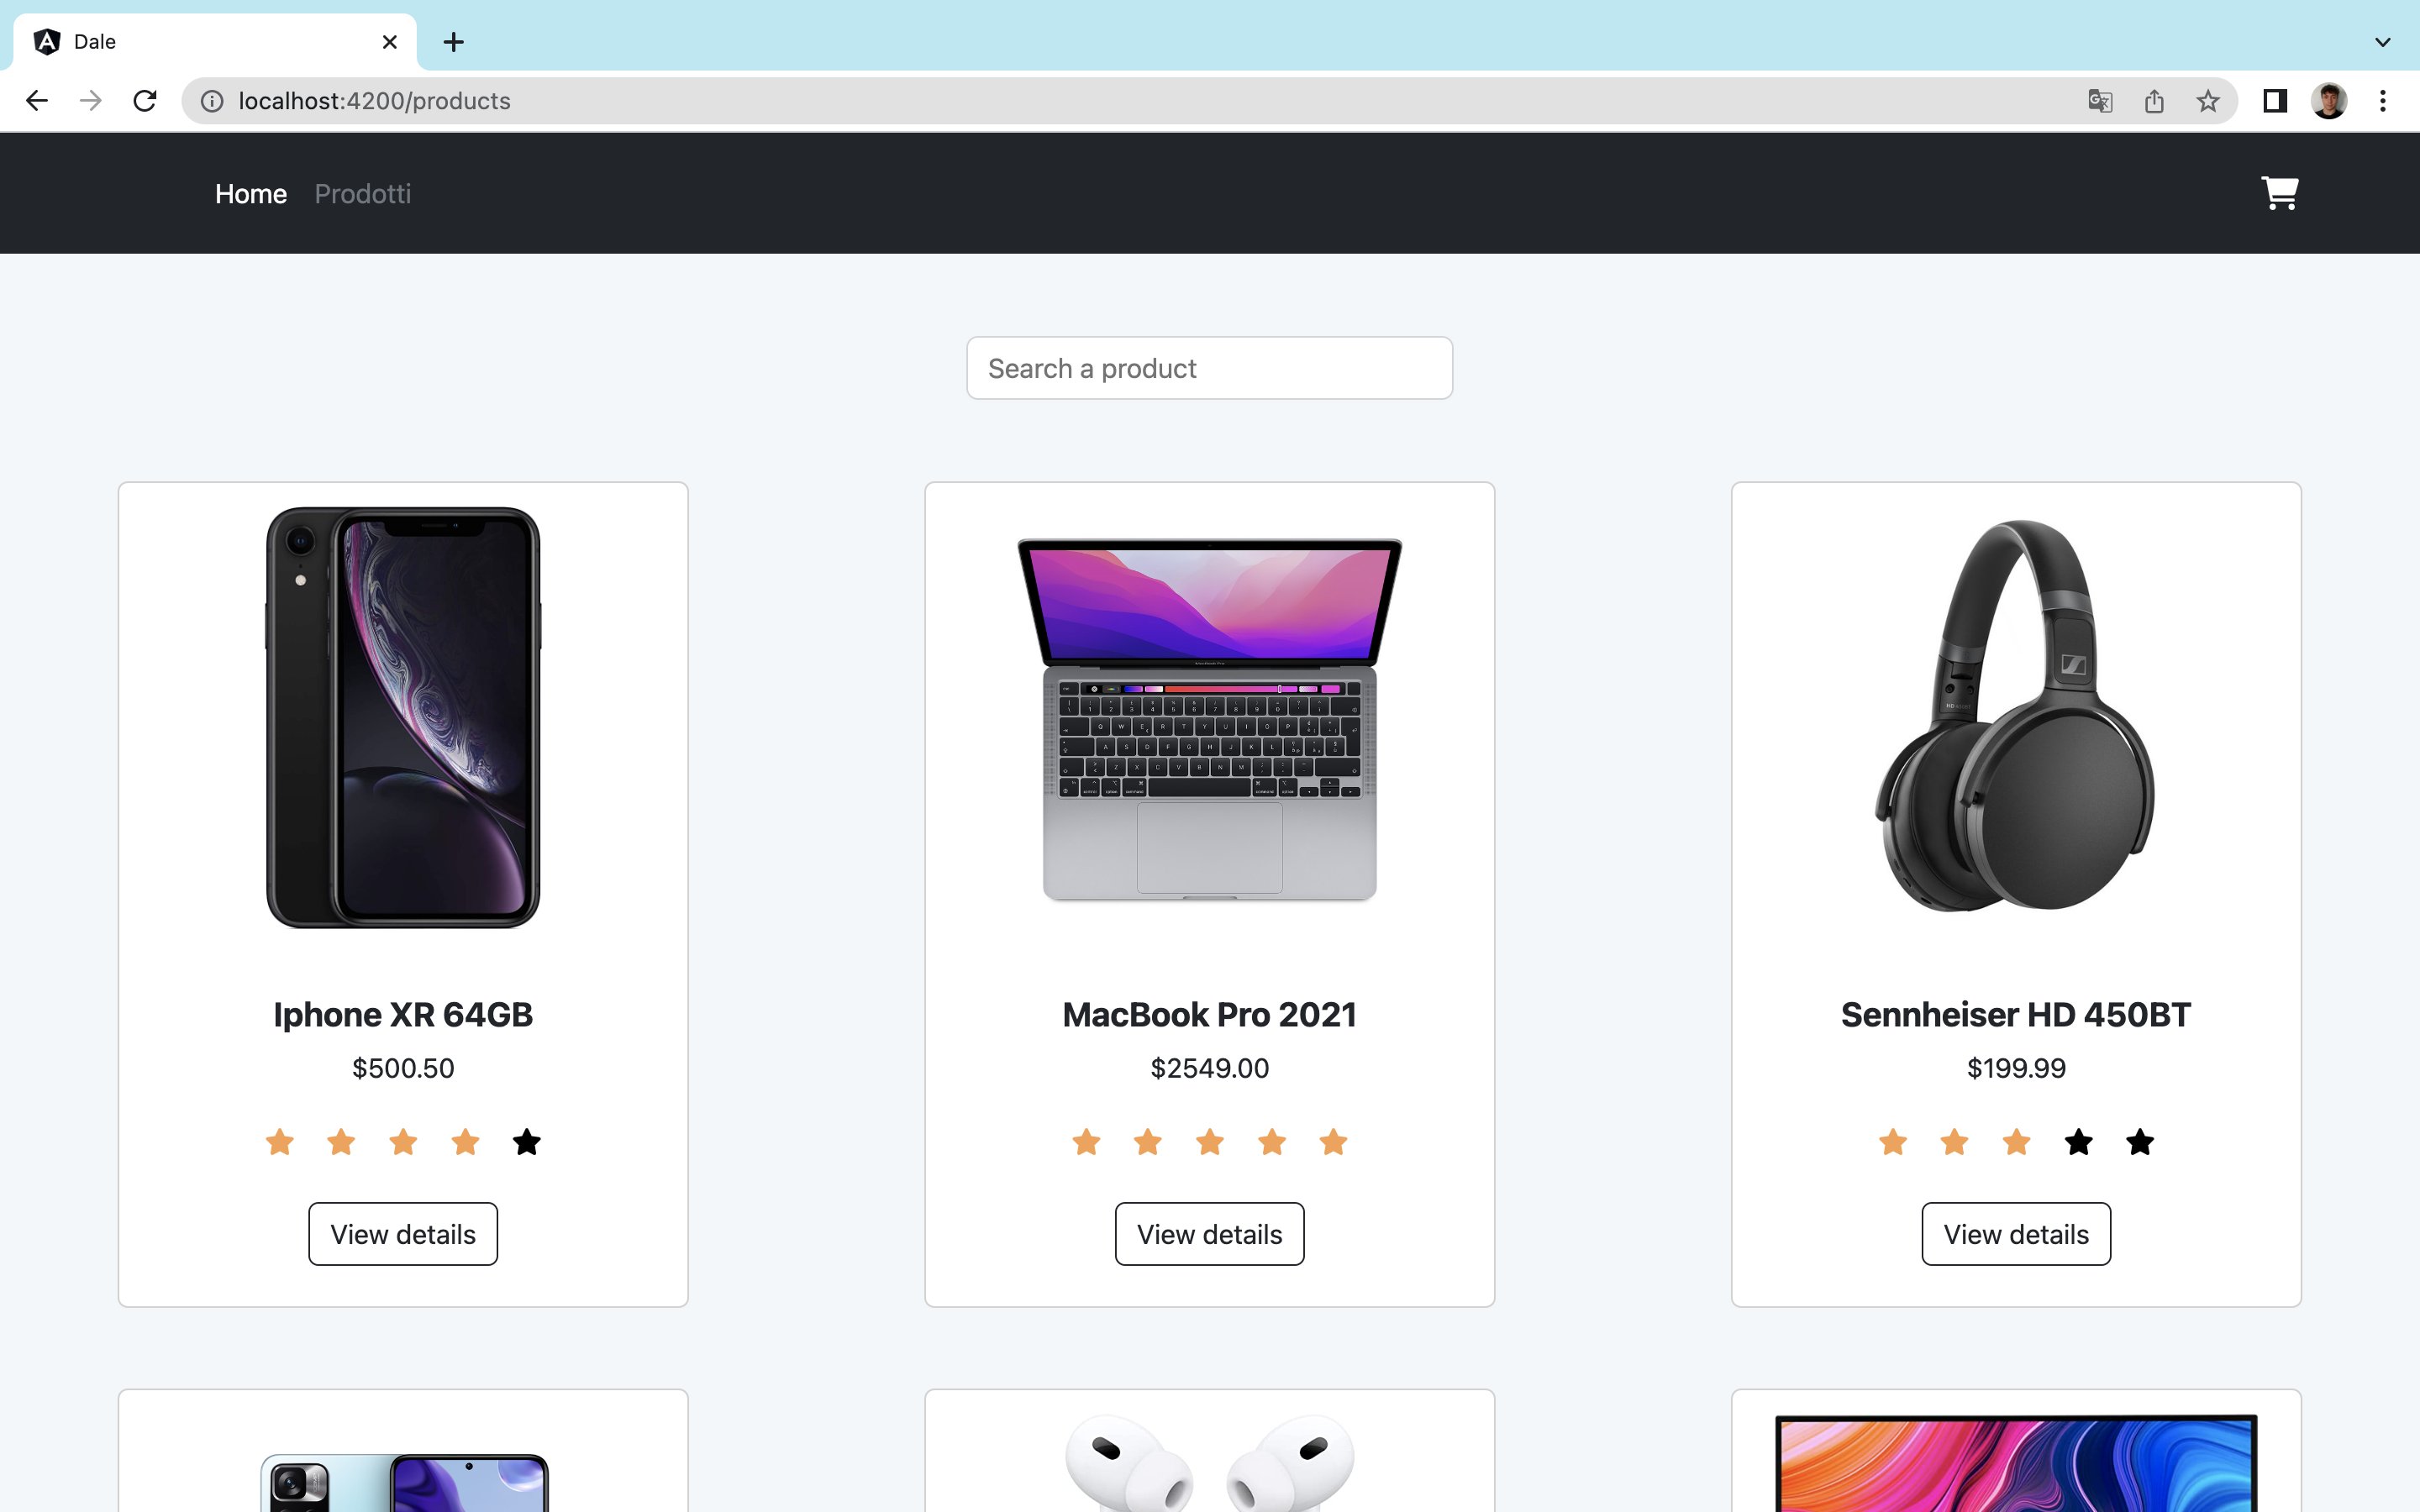 Dale
localhost:4200/products
Home Prodotti
Search a product
Iphone XR 64GB
$500.50
View details
MacBook Pro 2021
$2549.00
View details
Sennheiser HD 450BT
$199.99
View details